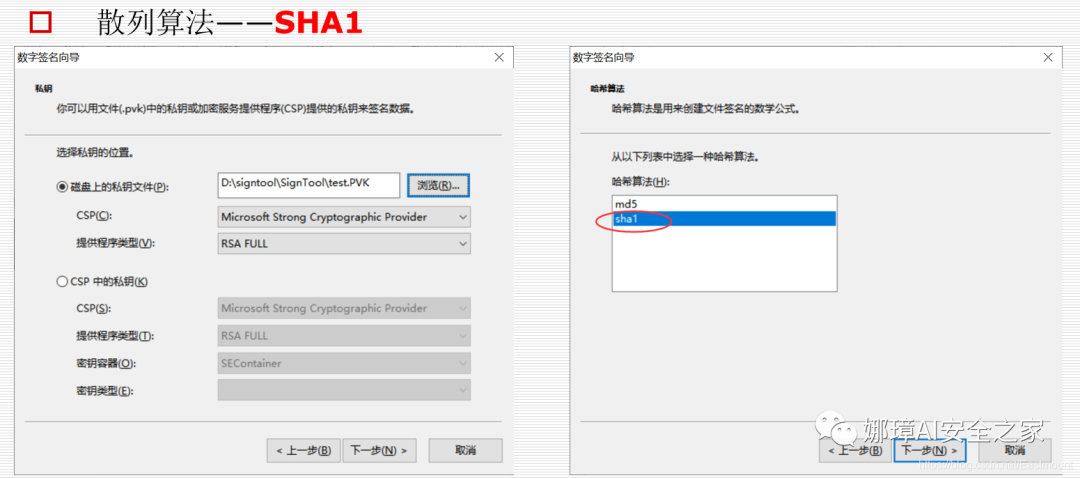 散列算法——SHA1
数字签名向导
私钥
你可以用文件(.pvk)中的私钥或加密服务提供程序(CSP)提供的私钥来签名数据。
选择私钥的位置。
磁盘上的私钥文件(P):
D:\signtool\SignTool\test.PVK
浏览(R)...
CSP(C):
Microsoft Strong Cryptographic Provider
提供程序类型(V):
RSA FULL
CSP 中的私钥(K)
CSP(S):
Microsoft Strong Cryptographic Provider
提供程序类型(T):
RSA FULL
密钥容器(O):
SEContainer
密钥类型(E):
< 上一步(B)
下一步(N) >
取消
数字签名向导
哈希算法
哈希算法是用来创建文件签名的数学公式。
从以下列表中选择一种哈希算法。
哈希算法(H):
md5
sha1
娜璋AI安全之家
< 上一步(B)
下一步(N) >
取消